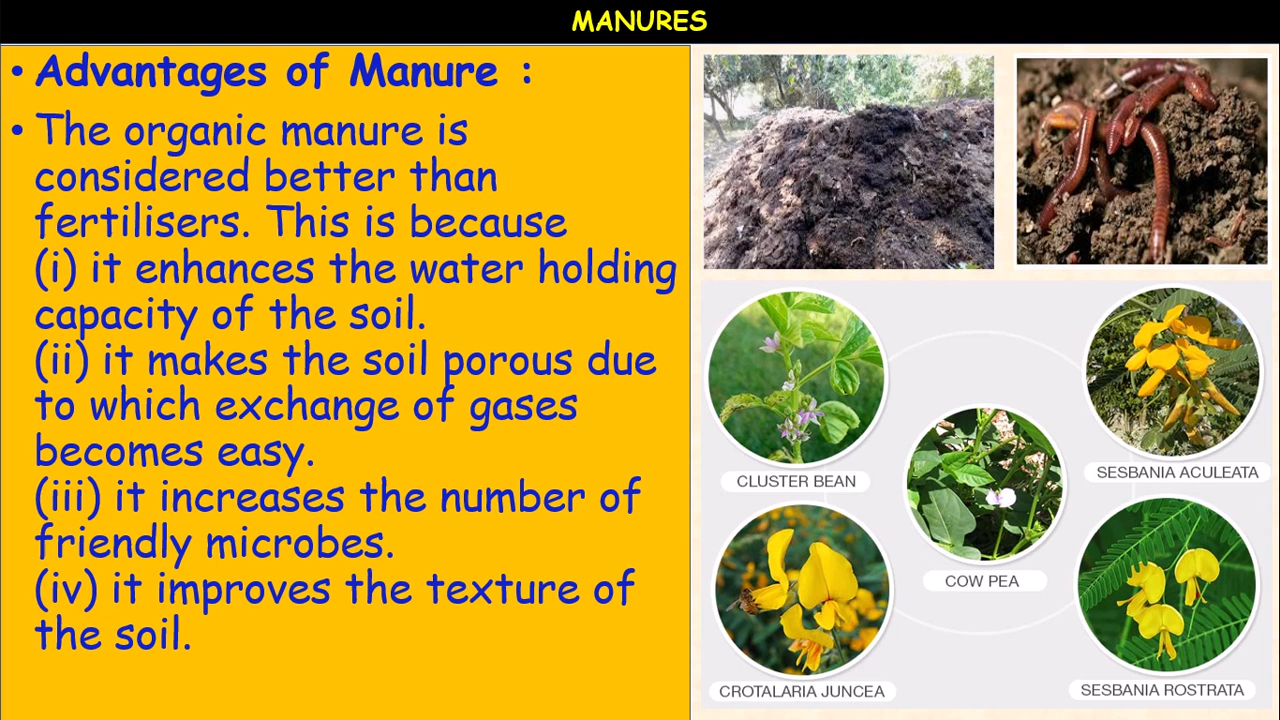 MANURES
• Advantages of Manure :
• The organic manure is
considered better than
fertilisers. This is because
(i) it enhances the water holding
capacity of the soil.
(ii) it makes the soil porous due
to which exchange of gases
becomes easy.
(iii) it increases the number of
friendly microbes.
(iv) it improves the texture of
the soil.
CLUSTER BEAN
SESBANIA ACULEATA
COW PEA
CROTALARIA JUNCEA
SESBANIA ROSTRATA